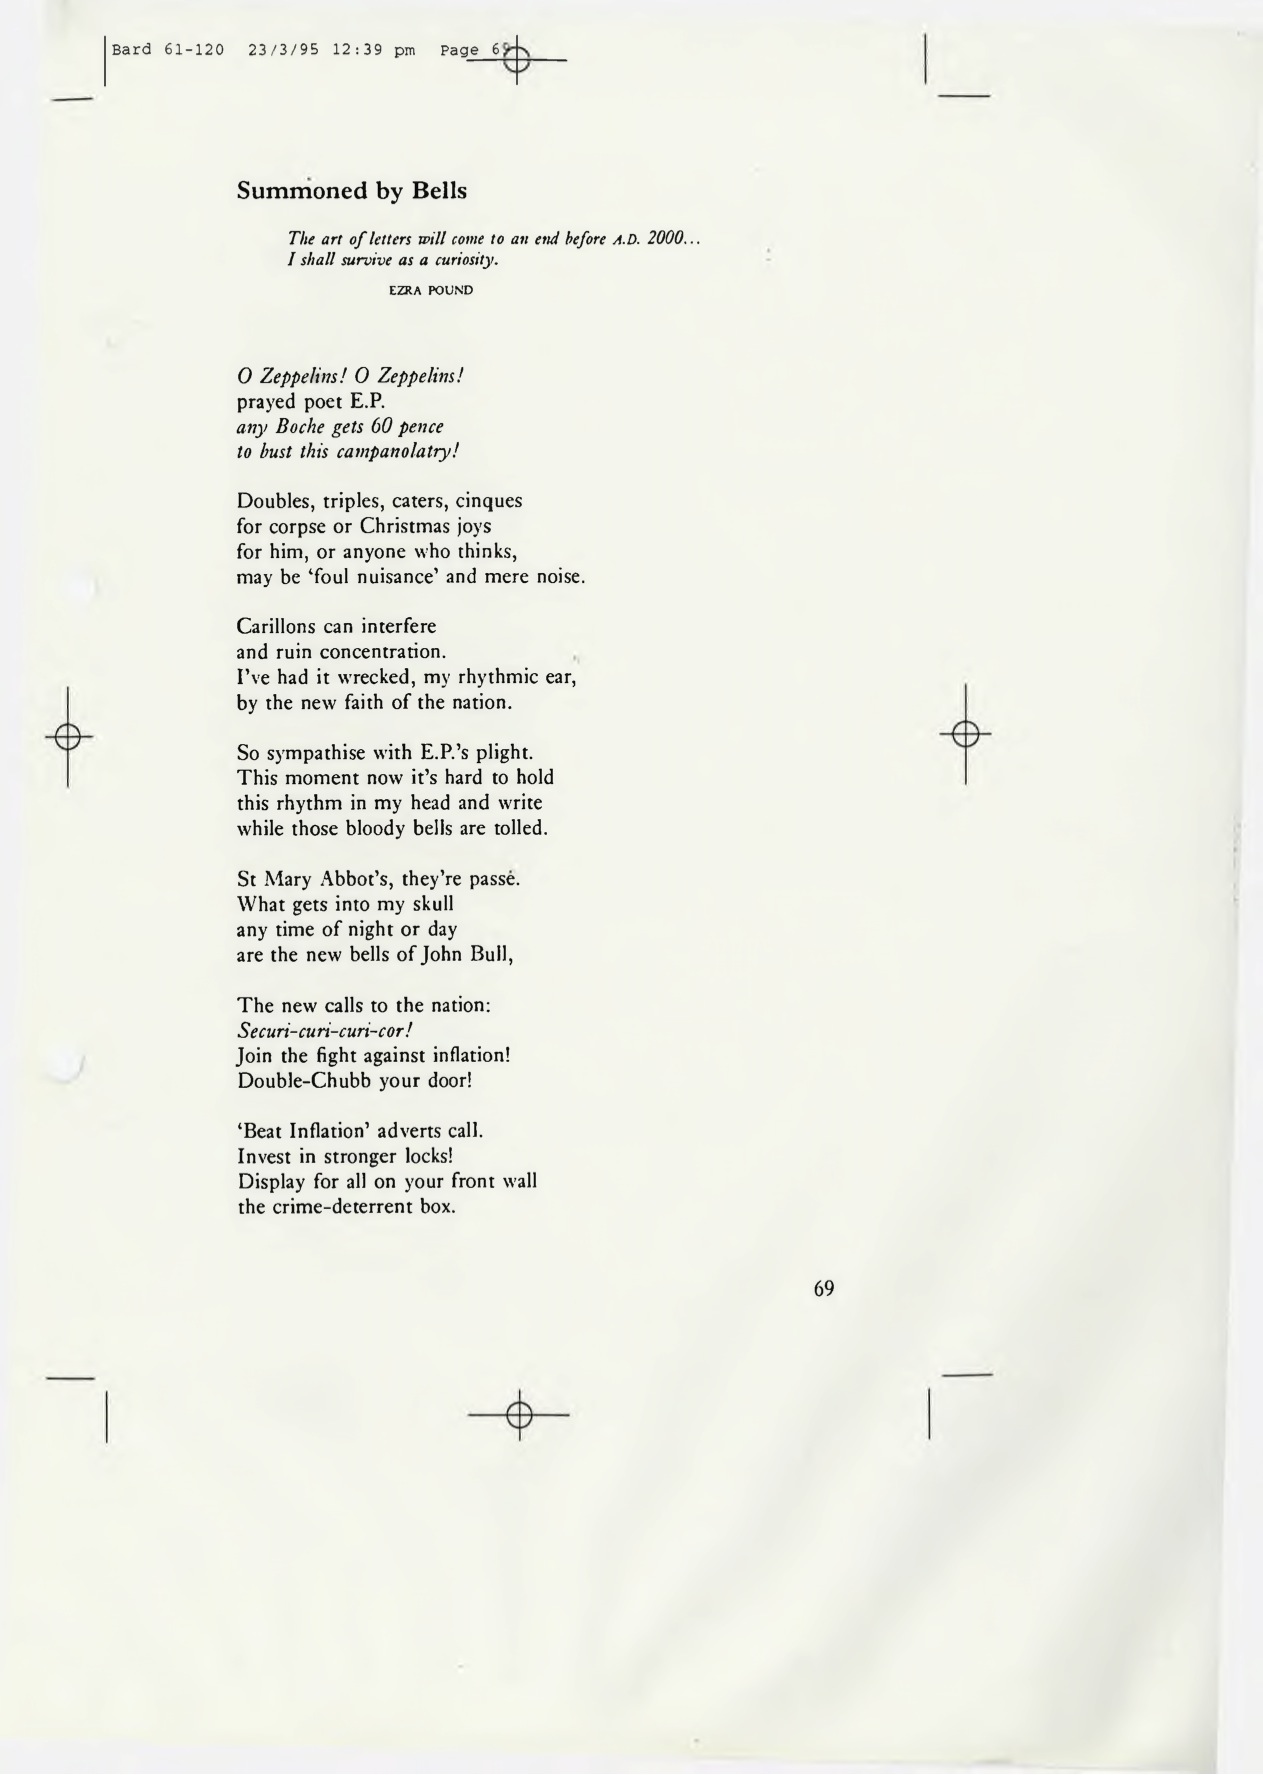 Bard 61-120 23/3/95 12:39 pm Page 69
Summoned by Bells
The art of letters will come to an end before A.D. 2000...
I shall survive as a curiosity.
EZRA POUND
O Zeppelins! O Zeppelins!
prayed poet E.P.
any Boche gets 60 pence
to bust this campanolatry!
Doubles, triples, caters, cinques
for corpse or Christmas joys
for him, or anyone who thinks,
may be ‘foul nuisance’ and mere noise.
Carillons can interfere
and ruin concentration.
I’ve had it wrecked, my rhythmic ear,
by the new faith of the nation.
So sympathise with E.P.’s plight.
This moment now it’s hard to hold
this rhythm in my head and write
while those bloody bells are tolled.
St Mary Abbot’s, they’re passé.
What gets into my skull
any time of night or day
are the new bells of John Bull,
The new calls to the nation:
Securi-curi-curi-cor!
Join the fight against inflation!
Double-Chubb your door!
‘Beat Inflation’ adverts call.
Invest in stronger locks!
Display for all on your front wall
the crime-deterrent box.
69